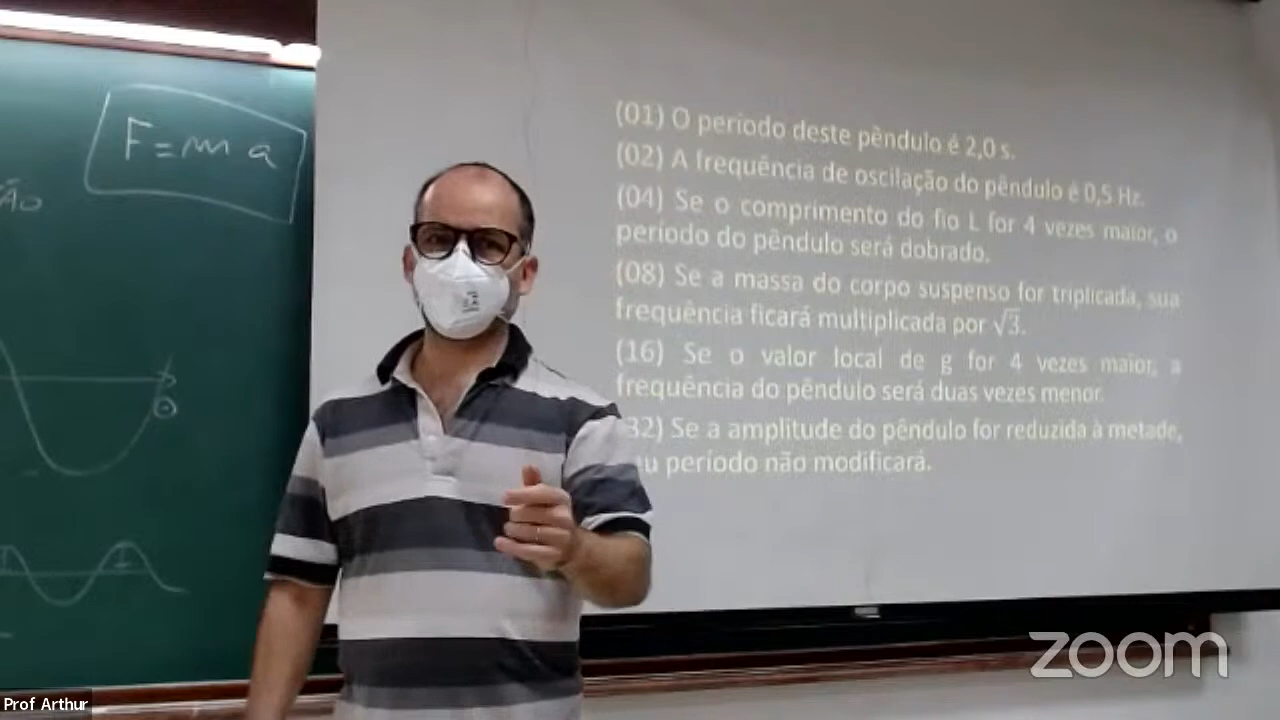 F = m a
ÃO
(01) O período deste pêndulo é 2,0 s.
(02) A frequência de oscilação do pêndulo é 0,5 Hz.
(04) Se o comprimento do fio L for 4 vezes maior, o
período do pêndulo será dobrado.
(08) Se a massa do corpo suspenso for triplicada, sua
frequência ficará multiplicada por √3.
(16) Se o valor local de g for 4 vezes maior, a
frequência do pêndulo será duas vezes menor.
32) Se a amplitude do pêndulo for reduzida à metade,
u período não modificará.
zoom
Prof Arthur